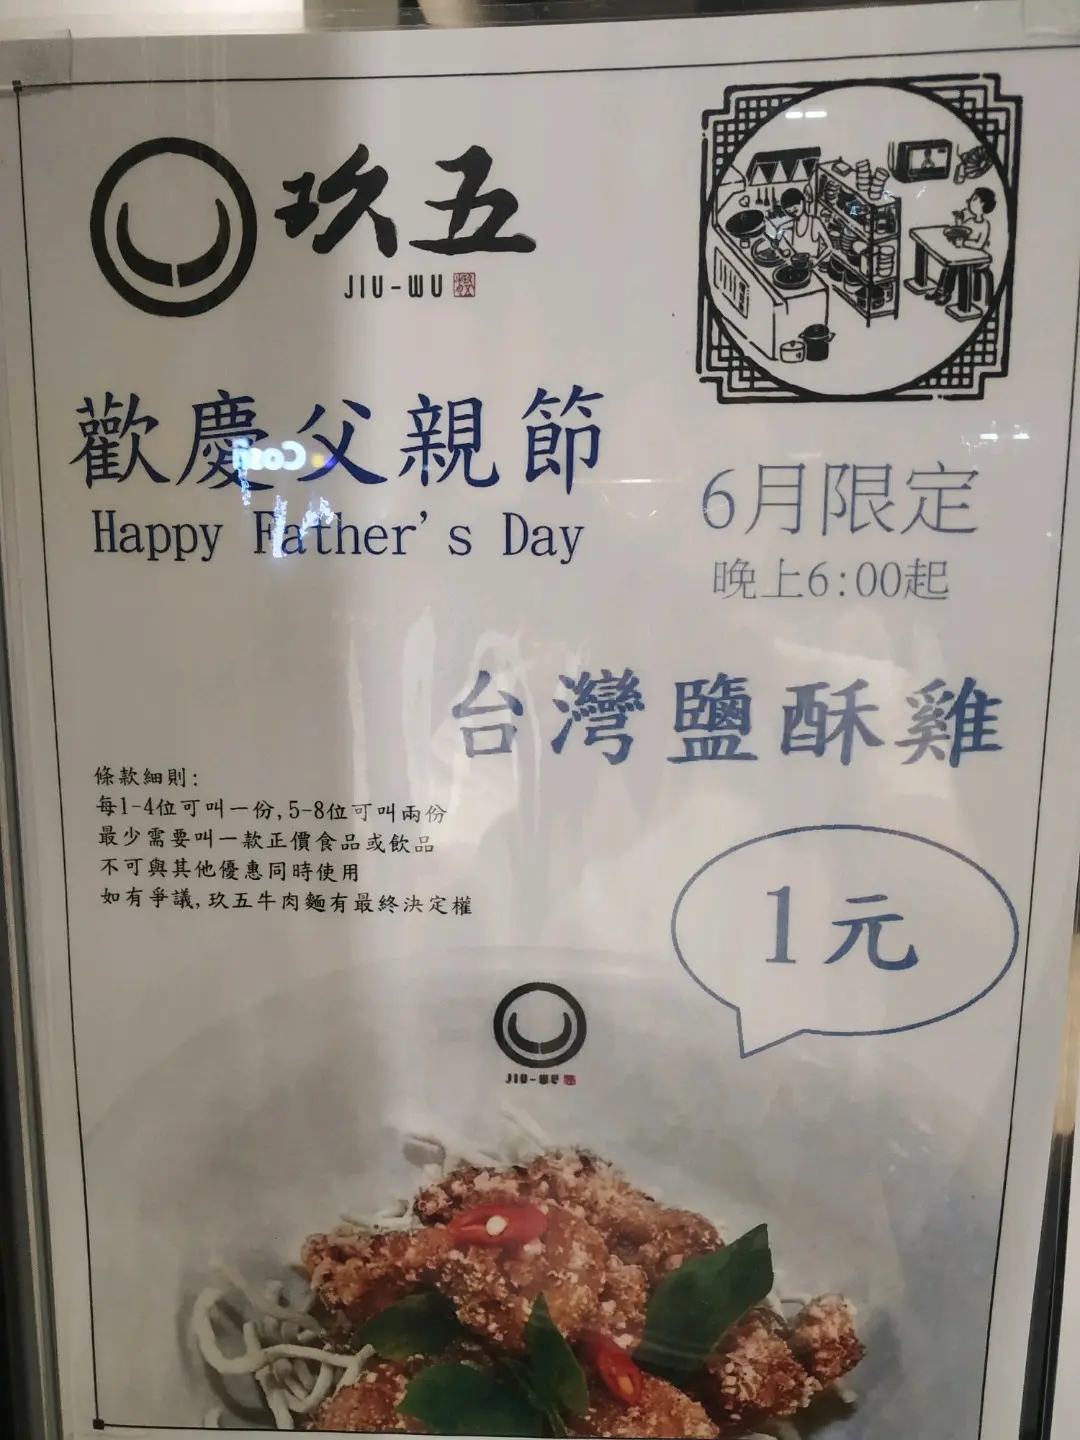 玖五
JIU-WU
歡慶父親節
Happy Father's Day
6月限定
晚上6:00起
台灣鹽酥雞
1元
條款細則:
每1-4位可叫一份,5-8位可叫兩份
最少需要叫一款正價食品或飲品
不可與其他優惠同時使用
如有爭議,玖五牛肉麵有最終決定權
JIU-WU